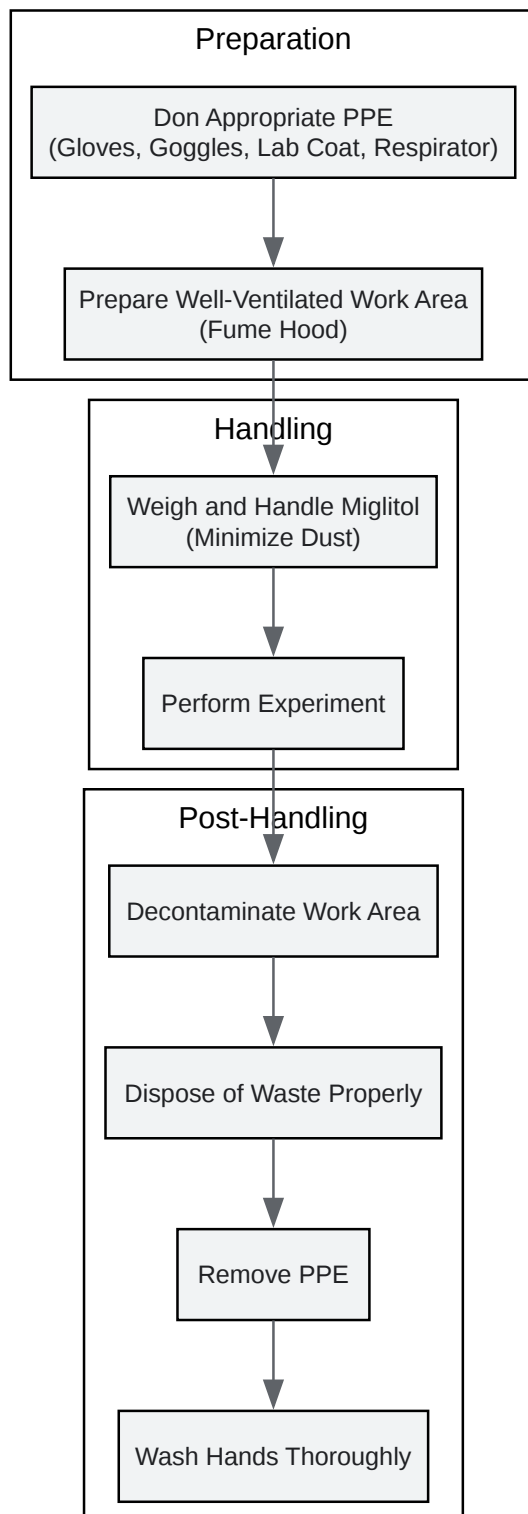 Preparation
Don Appropriate PPE
(Gloves, Goggles, Lab Coat, Respirator)
Prepare Well-Ventilated Work Area
(Fume Hood)
Handling
Weigh and Handle Miglitol
(Minimize Dust)
Perform Experiment
Post-Handling
Decontaminate Work Area
Dispose of Waste Properly
Remove PPE
Wash Hands Thoroughly